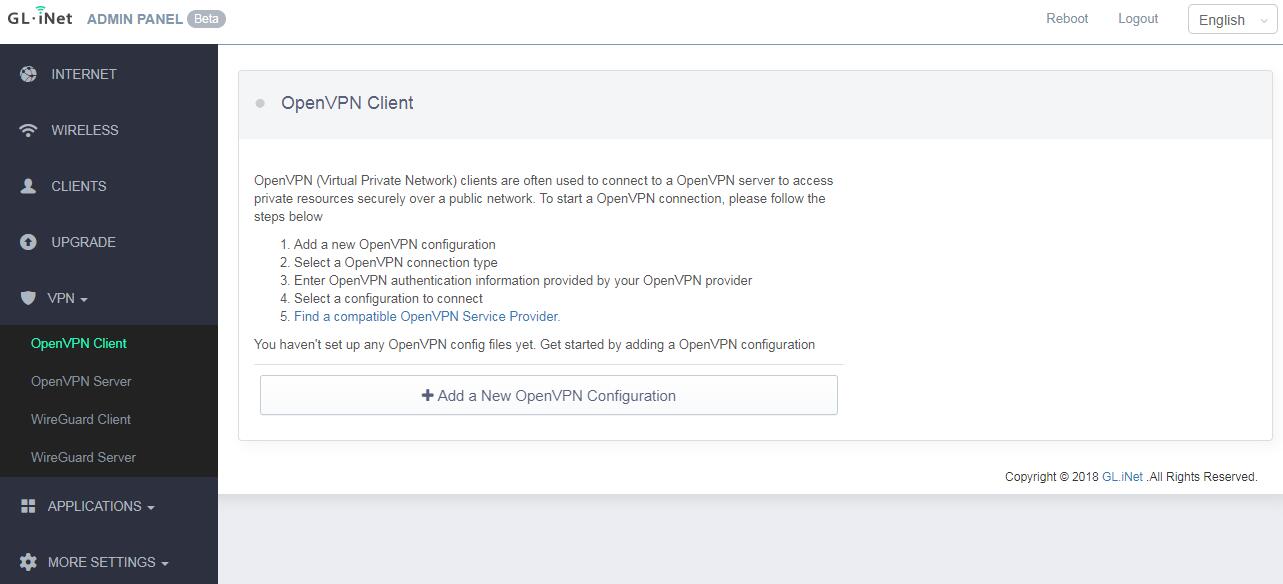 GL·iNet ADMIN PANEL Beta
Reboot Logout English
INTERNET
WIRELESS
CLIENTS
UPGRADE
VPN
OpenVPN Client
OpenVPN Server
WireGuard Client
WireGuard Server
APPLICATIONS
MORE SETTINGS
OpenVPN Client
OpenVPN (Virtual Private Network) clients are often used to connect to a OpenVPN server to access
private resources securely over a public network. To start a OpenVPN connection, please follow the
steps below
1. Add a new OpenVPN configuration
2. Select a OpenVPN connection type
3. Enter OpenVPN authentication information provided by your OpenVPN provider
4. Select a configuration to connect
5. Find a compatible OpenVPN Service Provider.
You haven't set up any OpenVPN config files yet. Get started by adding a OpenVPN configuration
Add a New OpenVPN Configuration
Copyright © 2018 GL.iNet .All Rights Reserved.